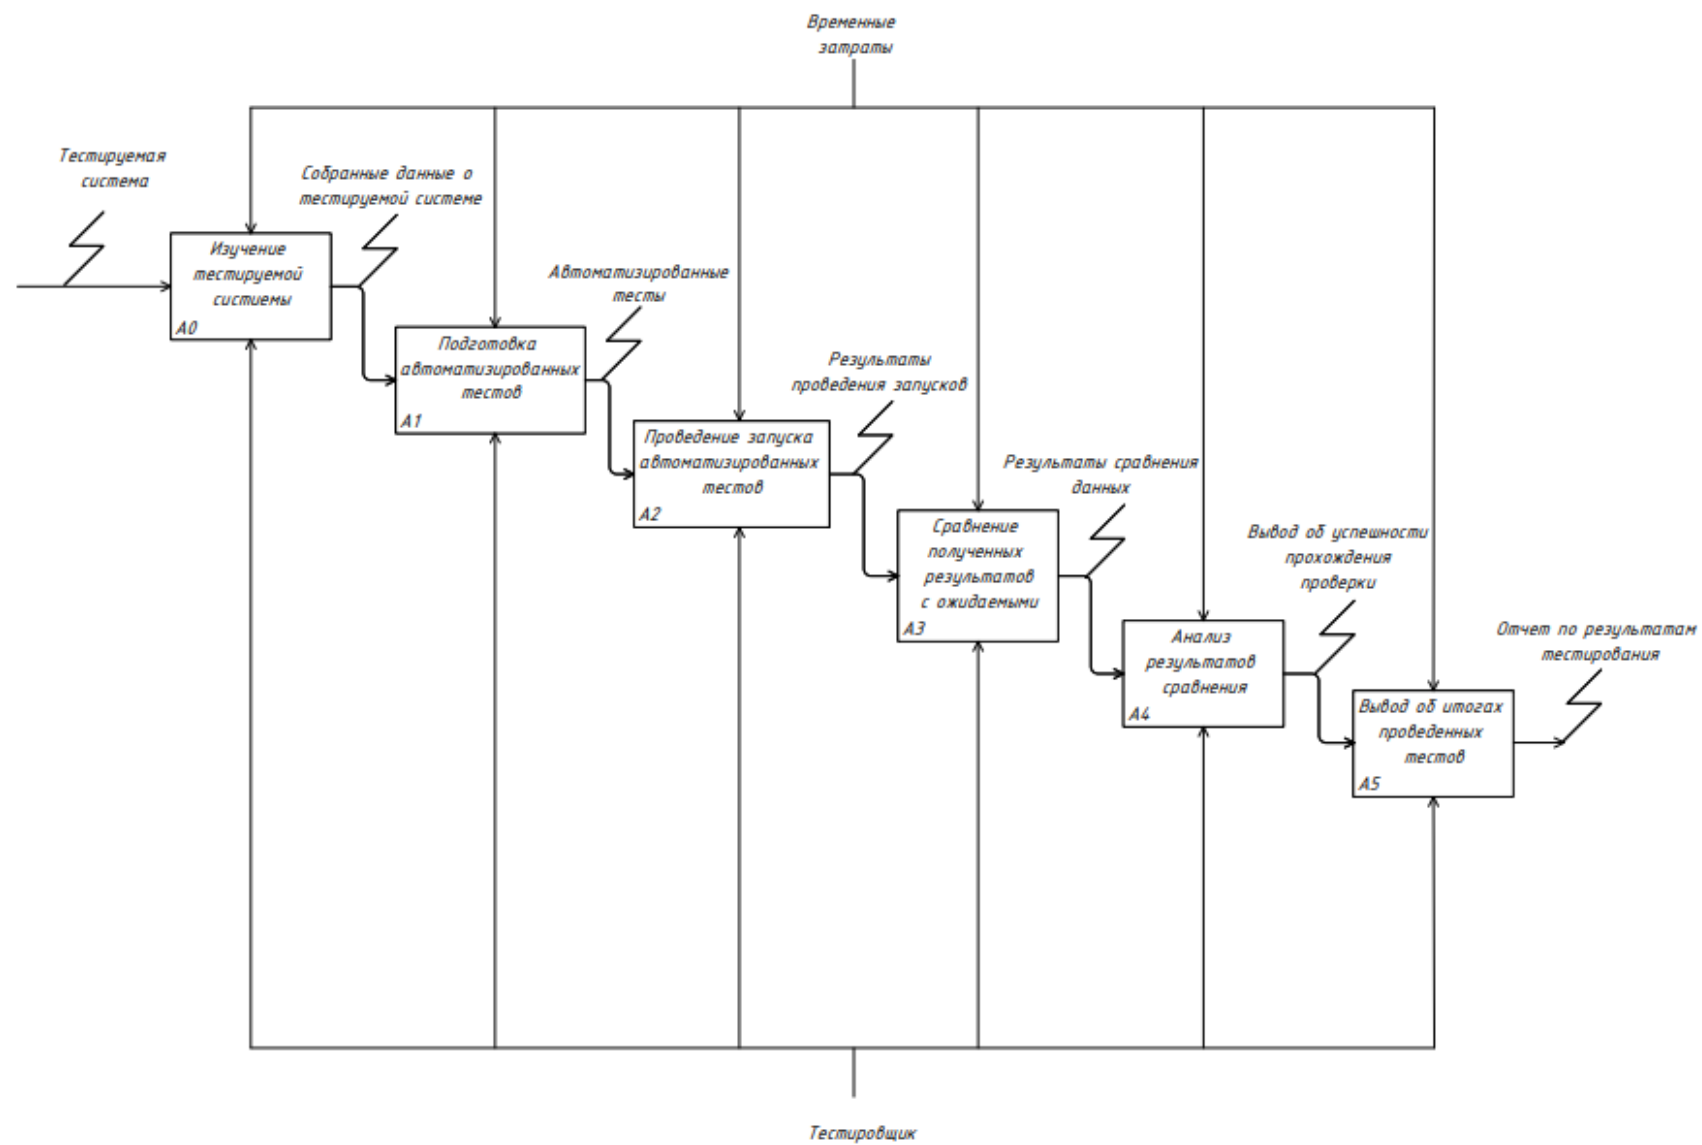 Временные
затраты
Тестируемая
система
Собранные данные о
тестируемой системе
Изучение
тестируемой
систиемы
A0
Автоматизированные
тесты
Подготовка
автоматизированных
тестов
A1
Результаты
проведения запусков
Проведение запуска
автоматизированных
тестов
A2
Результаты сравнения
данных
Сравнение
полученных
результатов
с ожидаемыми
A3
Вывод об успешности
прохождения
проверки
Анализ
результатов
сравнения
A4
Отчет по результатам
тестирования
Вывод об итогах
проведенных
тестов
A5
Тестировщик